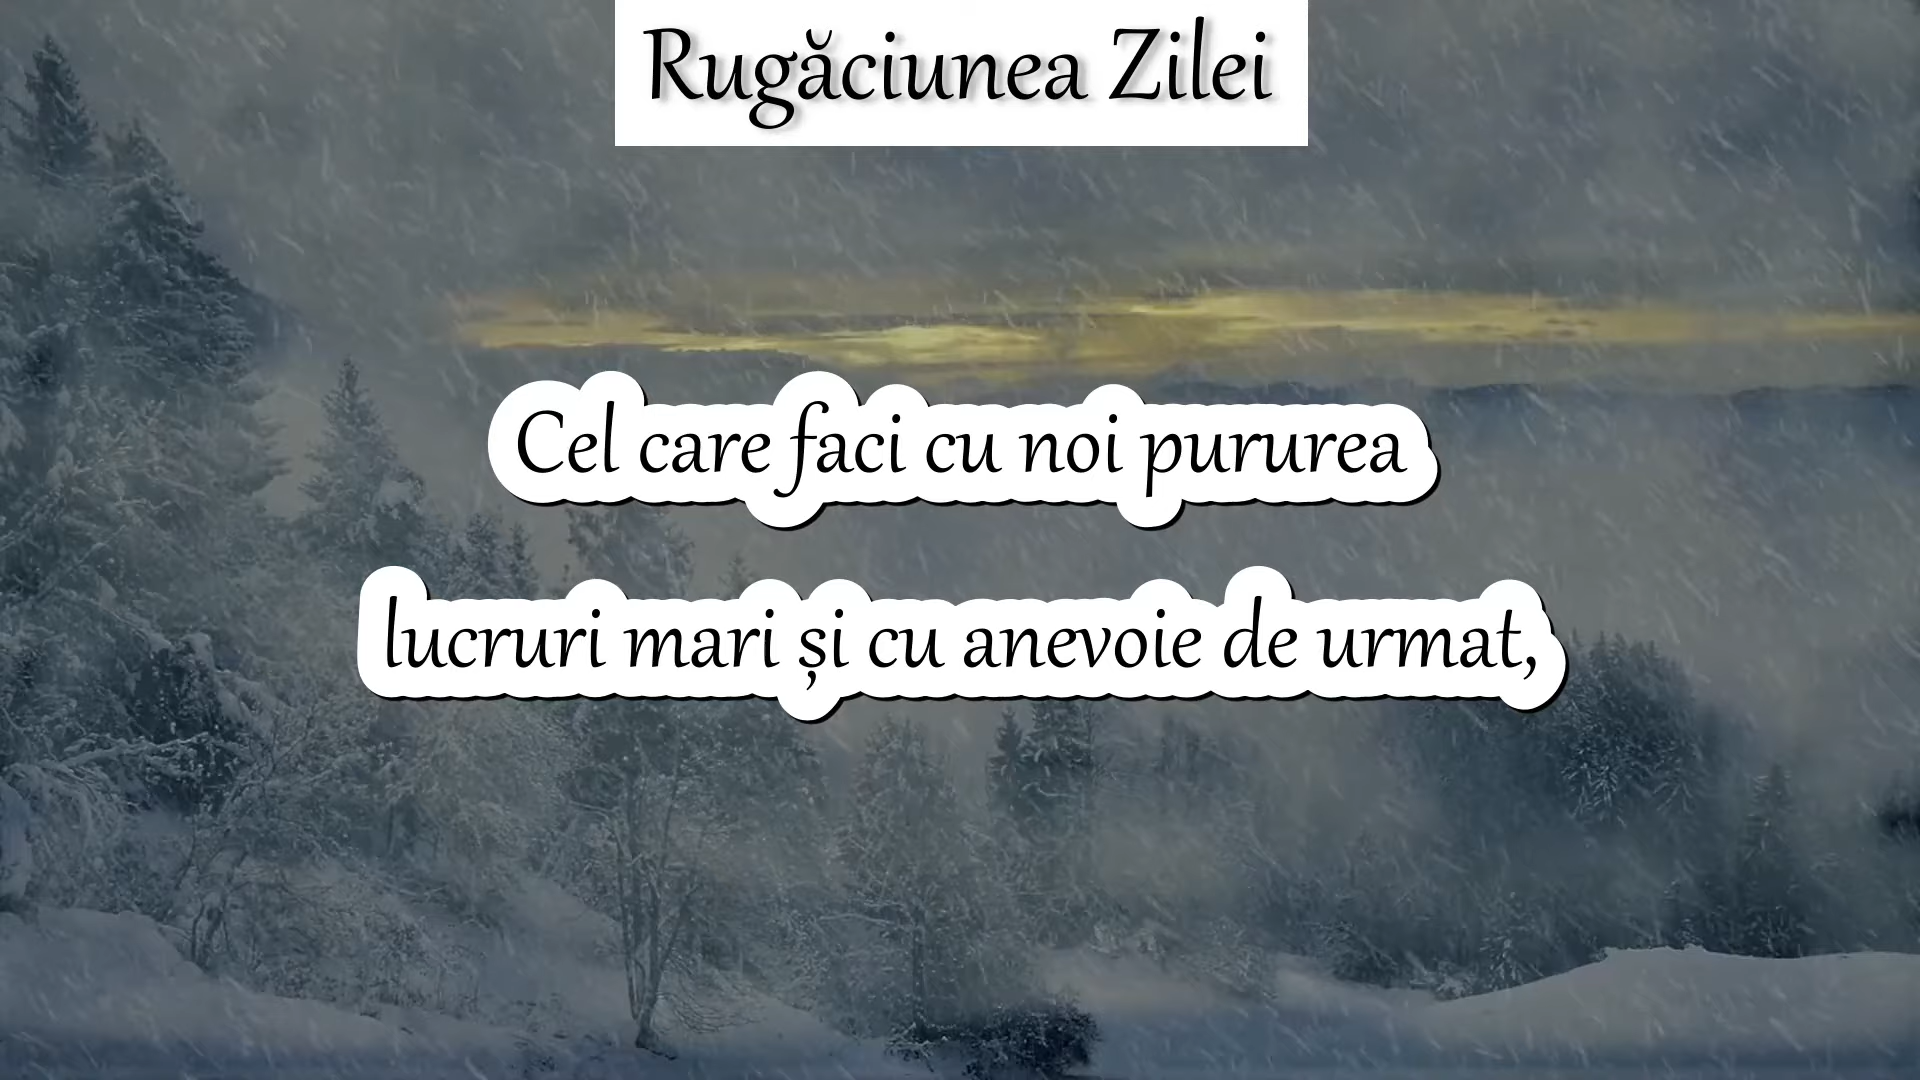 Rugăciunea Zilei
Cel care faci cu noi pururea
lucruri mari și cu anevoie de urmat,